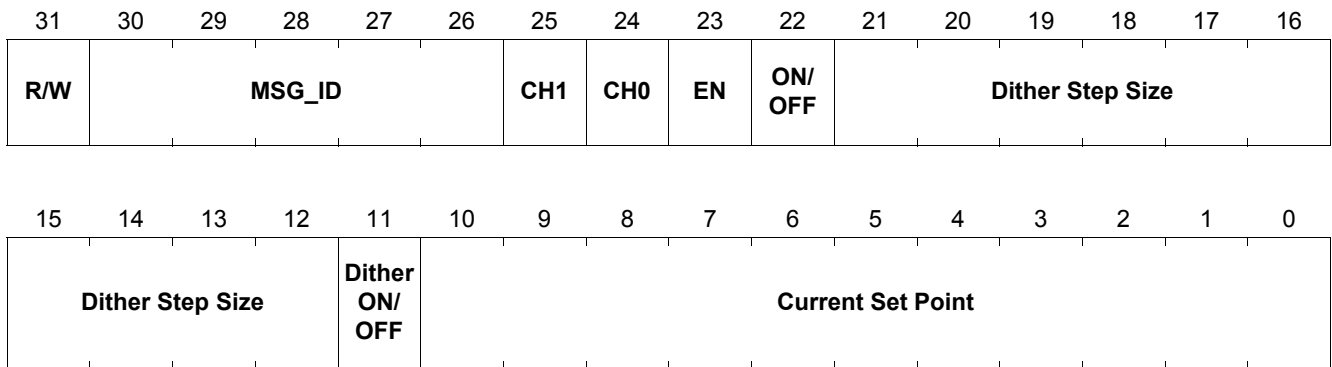 31 30 29 28 27 26 25 24 23 22 21 20 19 18 17 16
R/W MSG_ID CH1 CH0 EN ON/ OFF Dither Step Size
15 14 13 12 11 10 9 8 7 6 5 4 3 2 1 0
Dither Step Size Dither ON/ OFF Current Set Point